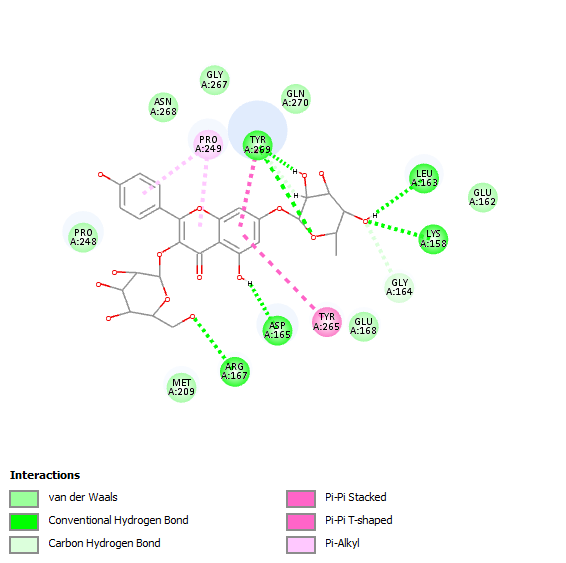 GLY
A:267
GLN
A:270
ASN
A:268
PRO
A:249
TYR
A:269
H
H
LEU
A:163
GLU
A:162
H
PRO
A:248
LYS
A:158
H
GLY
A:164
ASP
A:165
TYR
A:265
GLU
A:168
ARG
A:167
MET
A:209
Interactions
van der Waals
Conventional Hydrogen Bond
Carbon Hydrogen Bond
Pi-Pi Stacked
Pi-Pi T-shaped
Pi-Alkyl